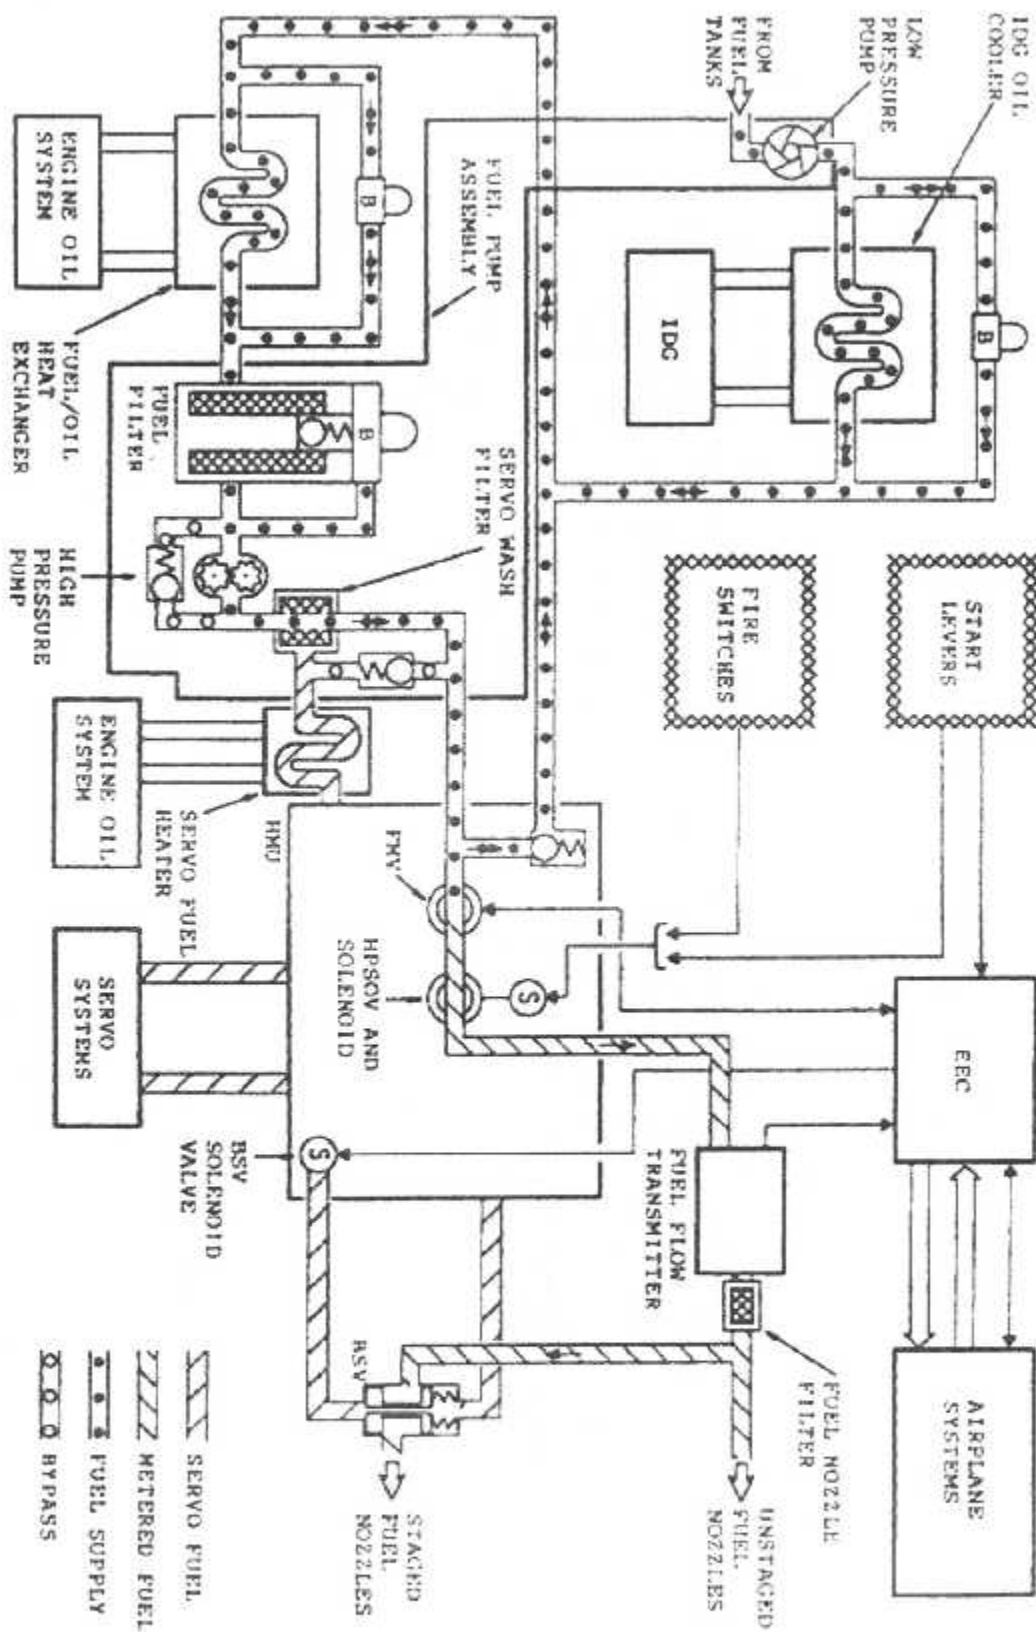 IDG OIL
COOLER
LOW
PRESSURE
PUMP
FROM
FUEL
TANKS
B
IDG
START
LEVERS
FIRE
SWITCHES
EEC
AIRPLANE
SYSTEMS
FUEL PUMP
ASSEMBLY
SERVO WASH
FILTER
B
ENGINE OIL
SYSTEM
FUEL/OIL
HEAT
EXCHANGER
FUEL
FILTER
B
HIGH
PRESSURE
PUMP
ENGINE OIL
SYSTEM
SERVO FUEL
HEATER
HMU
FMV
HPSOV AND
SOLENOID
S
SERVO
SYSTEMS
BSV
SOLENOID
VALVE
S
FUEL FLOW
TRANSMITTER
FUEL NOZZLE
FILTER
BSV
UNSTAGED
FUEL
NOZZLES
STAGED
FUEL
NOZZLES
SERVO FUEL
METERED FUEL
FUEL SUPPLY
BYPASS